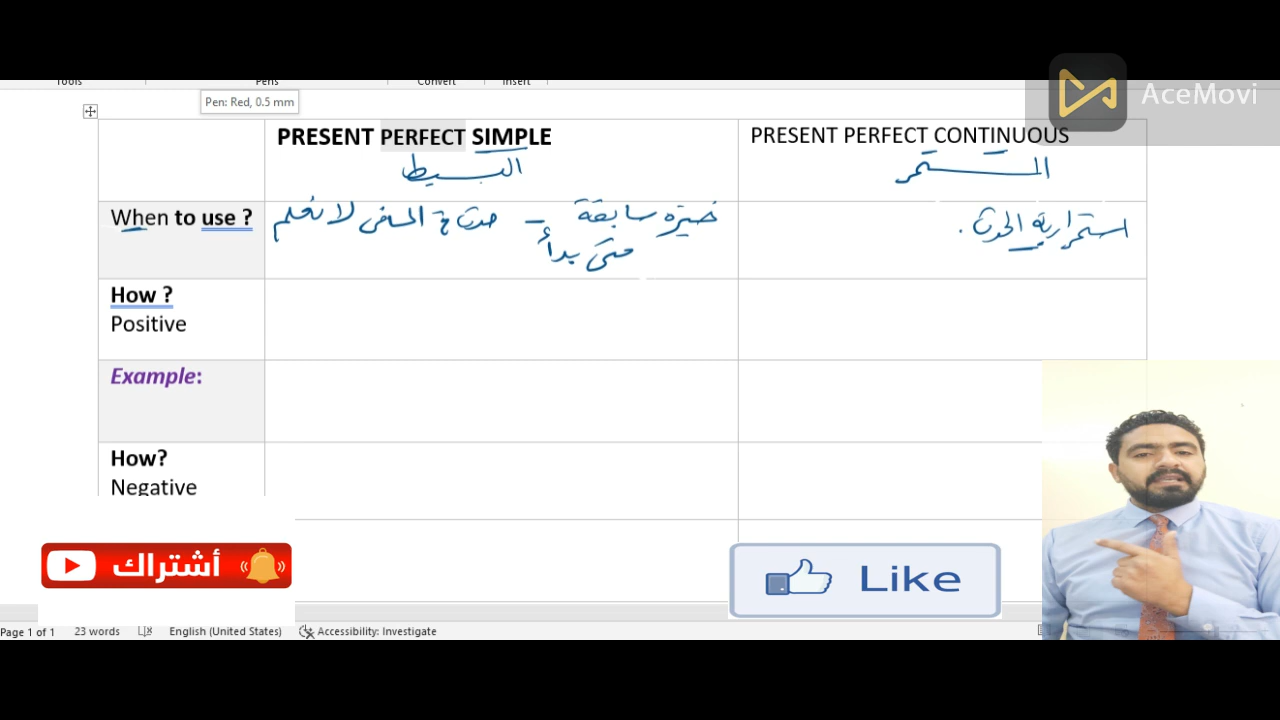 Tools Pens Convert Insert
Pen: Red, 0.5 mm
AceMovi
PRESENT PERFECT SIMPLE
البسيط
PRESENT PERFECT CONTINUOUS
المستمر
When to use ?
خبرة سابقة - حدث في الماضى لا نعلم
متى بدأ
استمرارية الحدث .
How ?
Positive
Example:
How?
Negative
أشتراك
Like
Page 1 of 1 23 words English (United States) Accessibility: Investigate